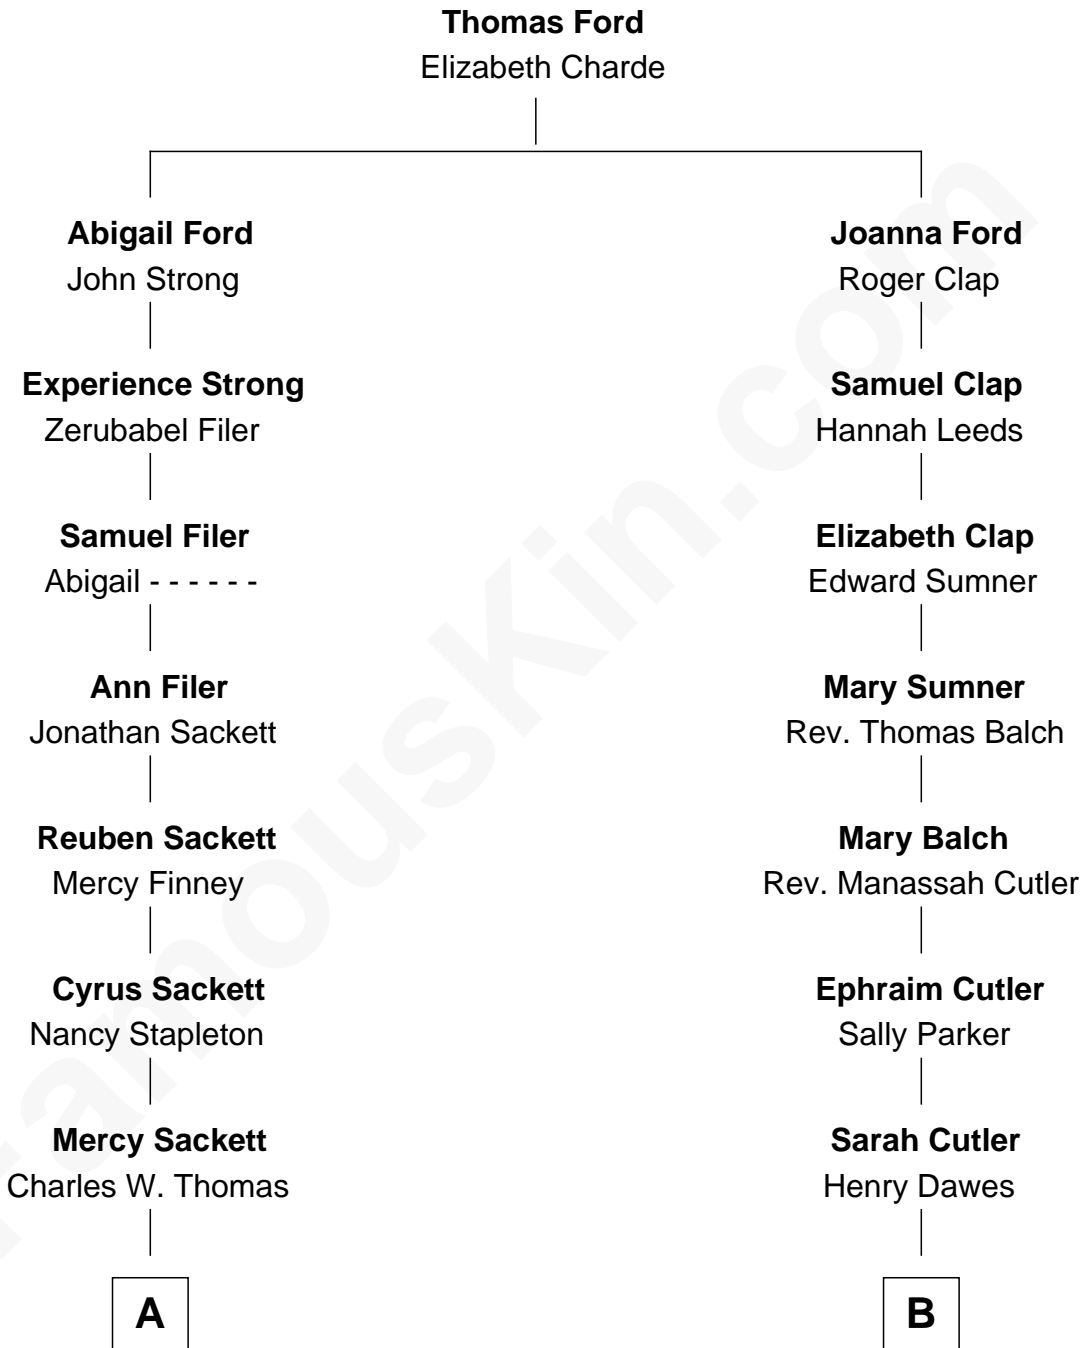 Thomas Ford
Elizabeth Charde
Abigail Ford
John Strong
Joanna Ford
Roger Clap
Experience Strong
Zerubabel Filer
Samuel Clap
Hannah Leeds
Samuel Filer
Abigail - - - - - -
Elizabeth Clap
Edward Sumner
Ann Filer
Jonathan Sackett
Mary Sumner
Rev. Thomas Balch
Reuben Sackett
Mercy Finney
Mary Balch
Rev. Manassah Cutler
Cyrus Sackett
Nancy Stapleton
Ephraim Cutler
Sally Parker
Mercy Sackett
Charles W. Thomas
Sarah Cutler
Henry Dawes
A
B
FamousKin.com